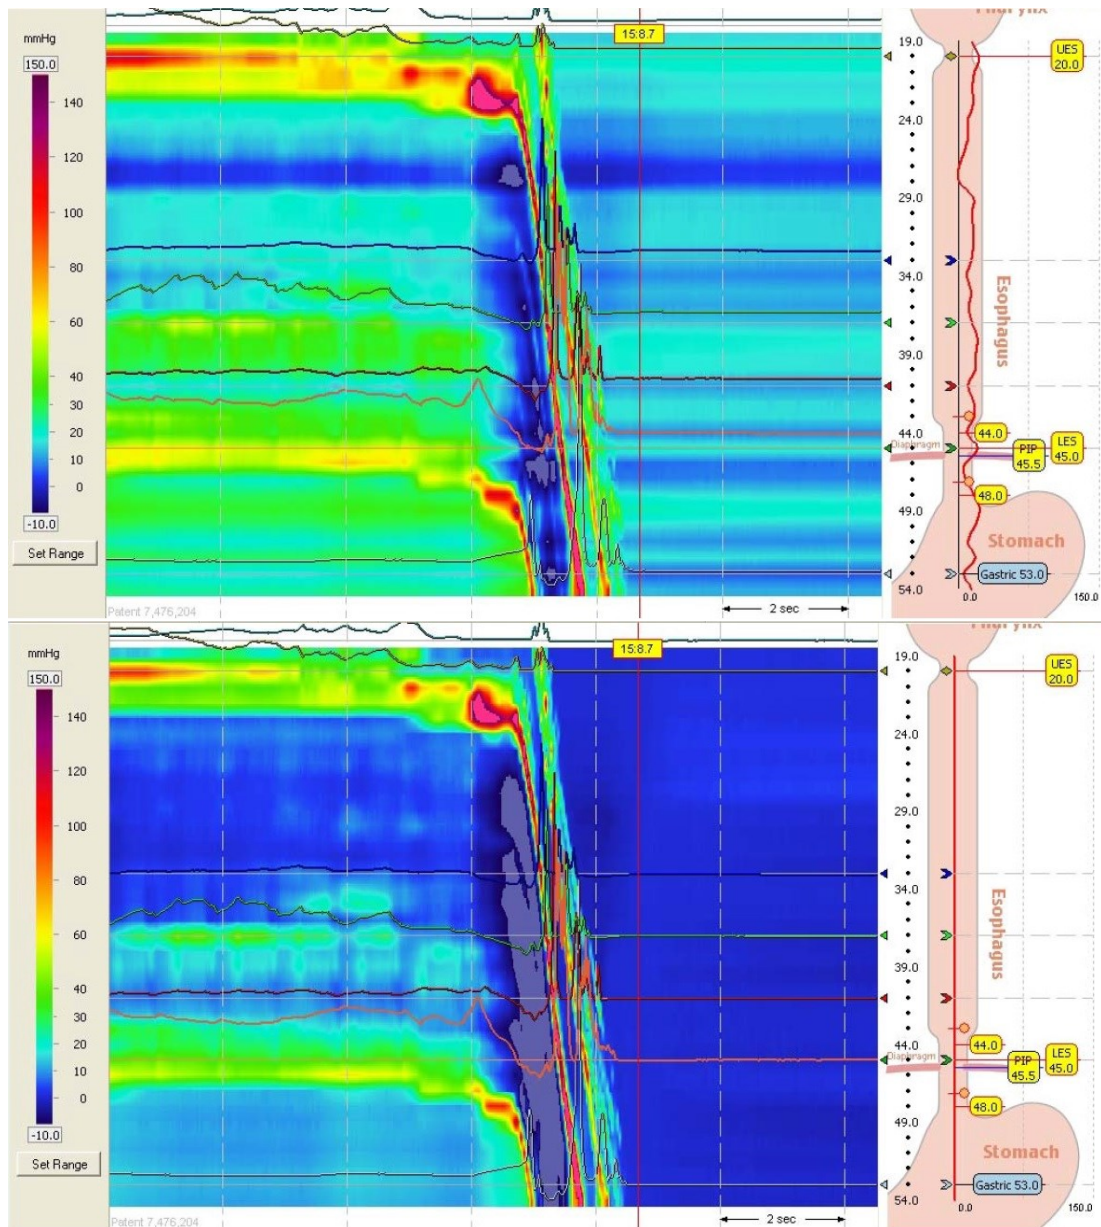 mmHg
150.0
140
120
100
80
60
40
30
20
10
0
-10.0
Set Range
15:8.7
Patent 7,476,204
2 sec
Pharynx
19.0
24.0
29.0
34.0
39.0
44.0
49.0
54.0
UES
20.0
Esophagus
Diaphragm
44.0
PIP
45.5
LES
45.0
48.0
Stomach
Gastric 53.0
0.0
150.0
mmHg
150.0
140
120
100
80
60
40
30
20
10
0
-10.0
Set Range
15:8.7
Patent 7,476,204
2 sec
Pharynx
19.0
24.0
29.0
34.0
39.0
44.0
49.0
54.0
UES
20.0
Esophagus
Diaphragm
44.0
PIP
45.5
LES
45.0
48.0
Stomach
Gastric 53.0
0.0
150.0